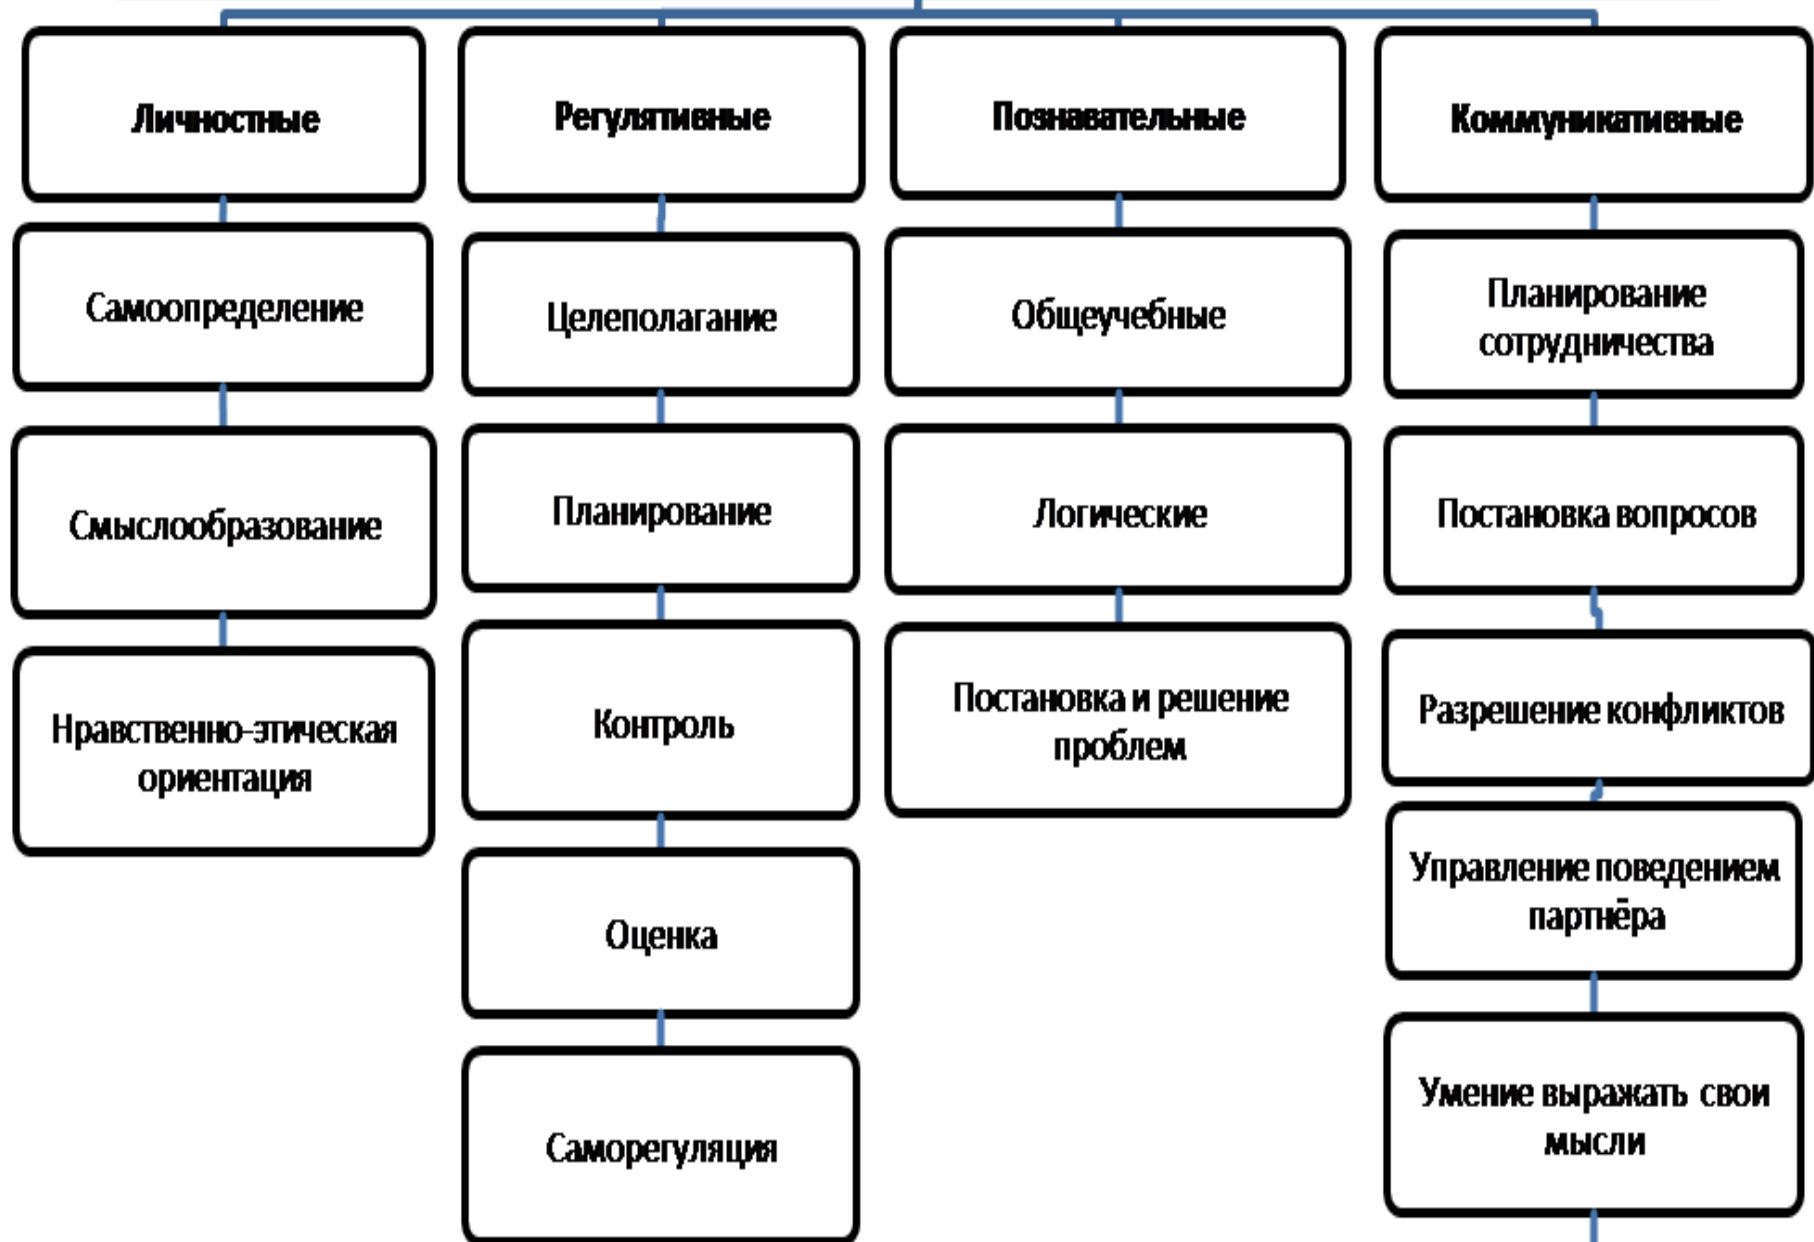 Личностные
Регулятивные
Познавательные
Коммуникативные
Самоопределение
Целеполагание
Общеучебные
Планирование
сотрудничества
Смыслообразование
Планирование
Логические
Постановка вопросов
Нравственно-этическая
ориентация
Контроль
Постановка и решение
проблем
Разрешение конфликтов
Оценка
Управление поведением
партнёра
Саморегуляция
Умение выражать свои
мысли